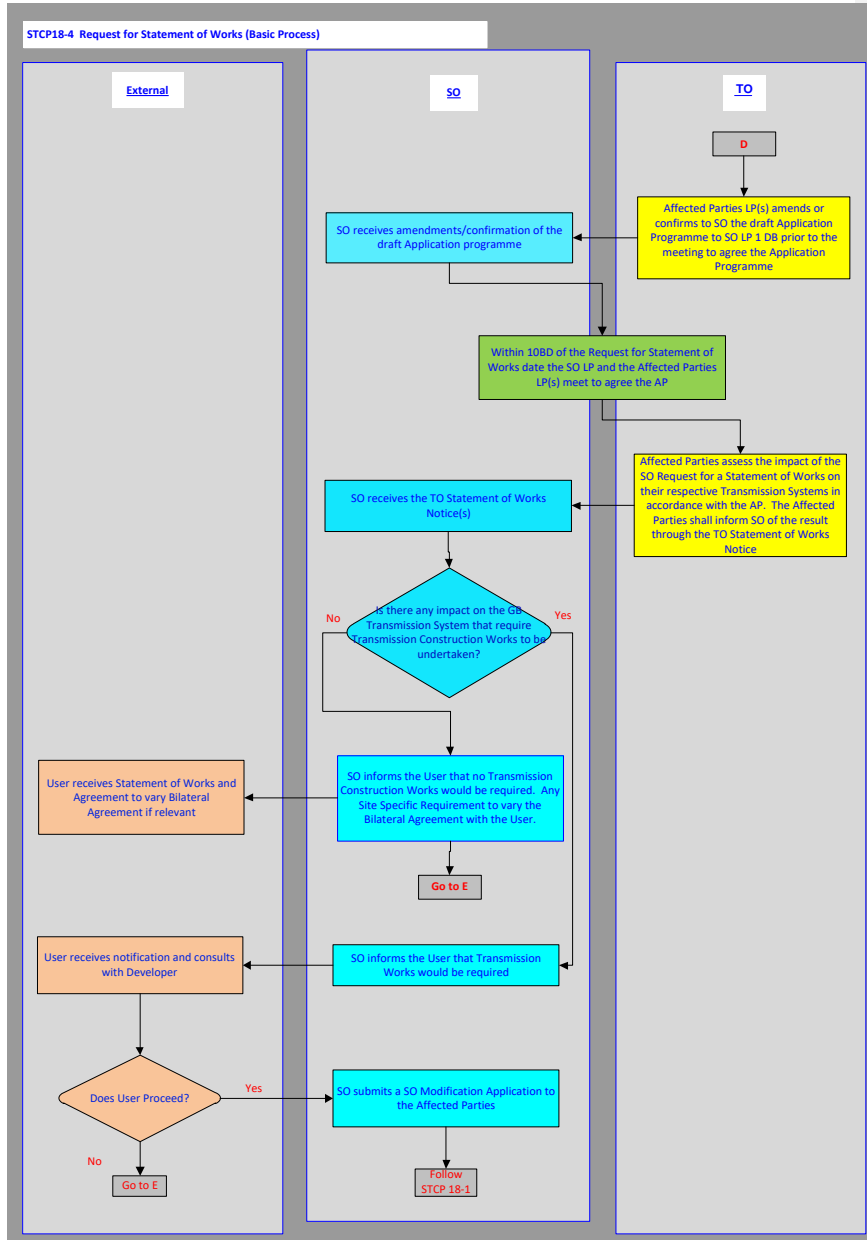 STCP18-4 Request for Statement of Works (Basic Process)
External
SO
TO
D
Affected Parties LP(s) amends or
confirms to SO the draft Application
Programme to SO LP 1 DB prior to the
meeting to agree the Application
Programme
SO receives amendments/confirmation of the
draft Application programme
Within 10BD of the Request for Statement of
Works date the SO LP and the Affected Parties
LP(s) meet to agree the AP
Affected Parties assess the impact of the
SO Request for a Statement of Works on
their respective Transmission Systems in
accordance with the AP. The Affected
Parties shall inform SO of the result
through the TO Statement of Works
Notice
SO receives the TO Statement of Works
Notice(s)
Is there any impact on the GB
Transmission System that require
Transmission Construction Works to be
undertaken?
No
Yes
SO informs the User that no Transmission
Construction Works would be required. Any
Site Specific Requirement to vary the
Bilateral Agreement with the User.
User receives Statement of Works and
Agreement to vary Bilateral
Agreement if relevant
Go to E
SO informs the User that Transmission
Works would be required
User receives notification and consults
with Developer
Does User Proceed?
Yes
No
SO submits a SO Modification Application to
the Affected Parties
Go to E
Follow
STCP 18-1